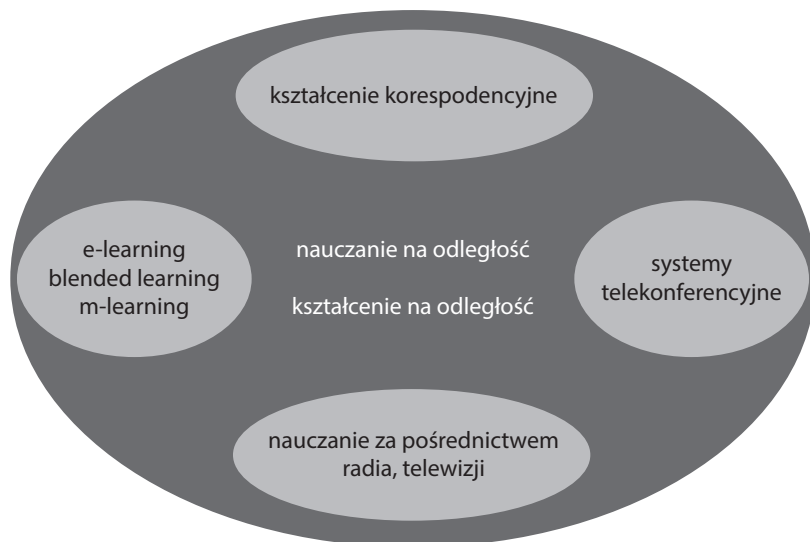 kształcenie korespodencyjne
e-learning
blended learning
m-learning
nauczanie na odległość
kształcenie na odległość
systemy
telekonferencyjne
nauczanie za pośrednictwem
radia, telewizji